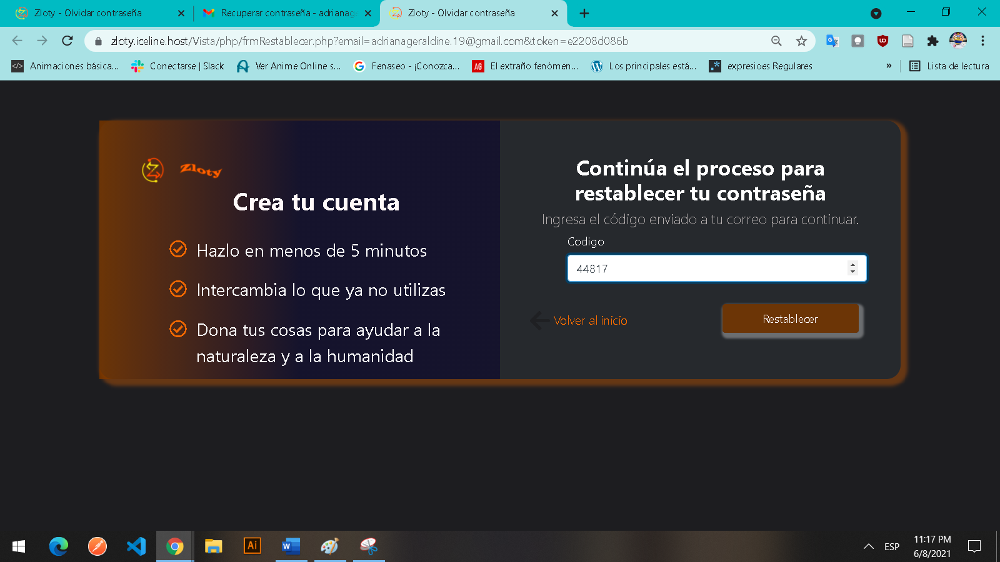 Zloty - Olvidar contraseña
Recuperar contraseña - adrianag
Zloty - Olvidar contraseña
zloty.iceline.host/Vista/php/frmRestablecer.php?email=adrianageraldine.19@gmail.com&token=e2208d086b
Animaciones básica...
Conectarse | Slack
Ver Anime Online s...
Fenaseo - ¡Conozca...
El extraño fenómen...
Los principales está...
expresioes Regulares
»
Lista de lectura
Zloty
Crea tu cuenta
Hazlo en menos de 5 minutos
Intercambia lo que ya no utilizas
Dona tus cosas para ayudar a la
naturaleza y a la humanidad
Continúa el proceso para
restablecer tu contraseña
Ingresa el código enviado a tu correo para continuar.
Codigo
44817
Volver al inicio
Restablecer
Ai
ESP
11:17 PM
6/8/2021